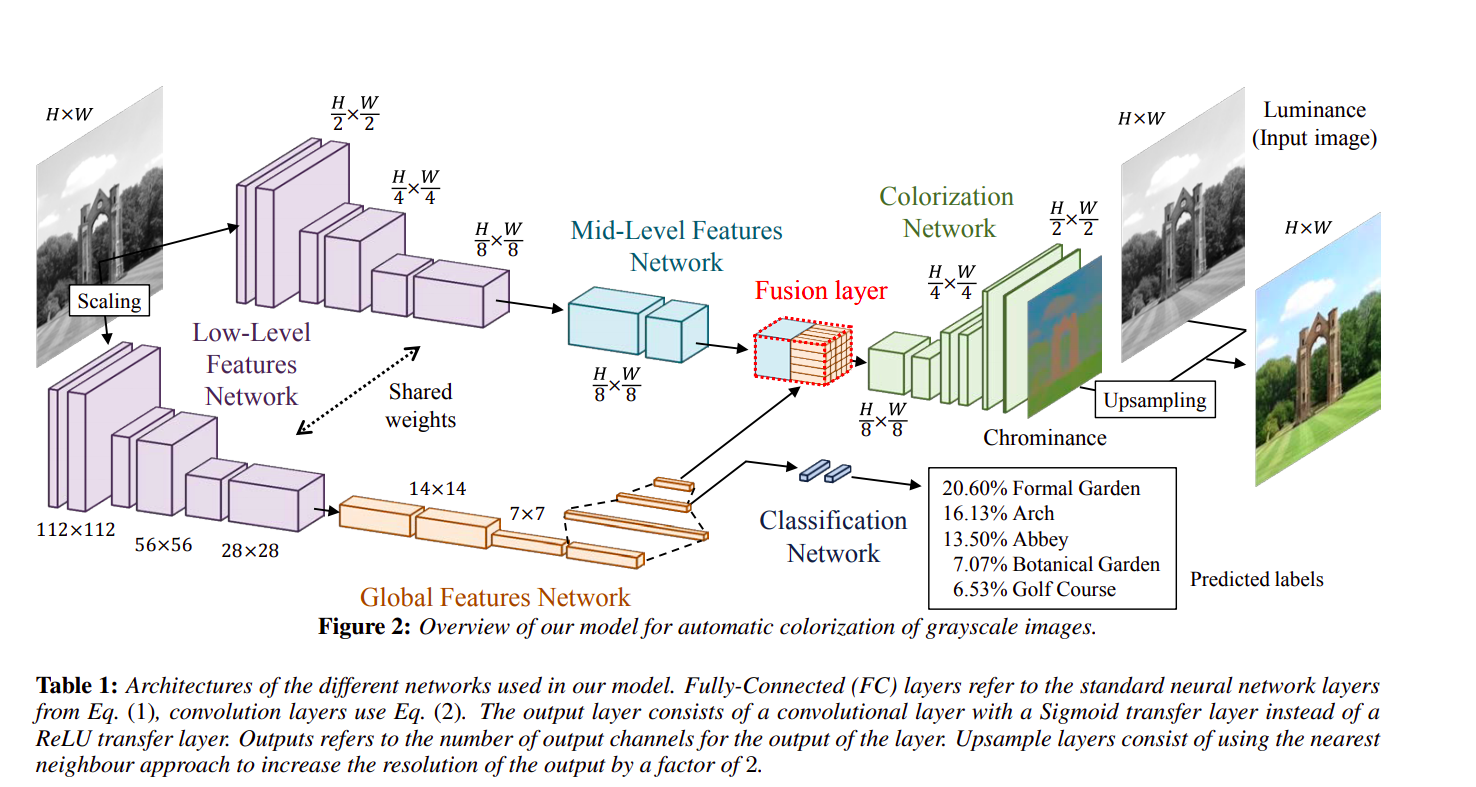 H×W
H/2×W/2
H/4×W/4
H/8×W/8
Scaling
Low-Level
Features
Network
Shared
weights
112×112
56×56
28×28
Mid-Level Features
Network
H/8×W/8
Fusion layer
14×14
7×7
Global Features Network
Colorization
Network
H/8×W/8
H/4×W/4
H/2×W/2
Chrominance
Upsampling
H×W
Luminance
(Input image)
H×W
Classification
Network
20.60% Formal Garden
16.13% Arch
13.50% Abbey
7.07% Botanical Garden
6.53% Golf Course
Predicted labels
Figure 2: Overview of our model for automatic colorization of grayscale images.
Table 1: Architectures of the different networks used in our model. Fully-Connected (FC) layers refer to the standard neural network layers
from Eq. (1), convolution layers use Eq. (2). The output layer consists of a convolutional layer with a Sigmoid transfer layer instead of a
ReLU transfer layer. Outputs refers to the number of output channels for the output of the layer. Upsample layers consist of using the nearest
neighbour approach to increase the resolution of the output by a factor of 2.